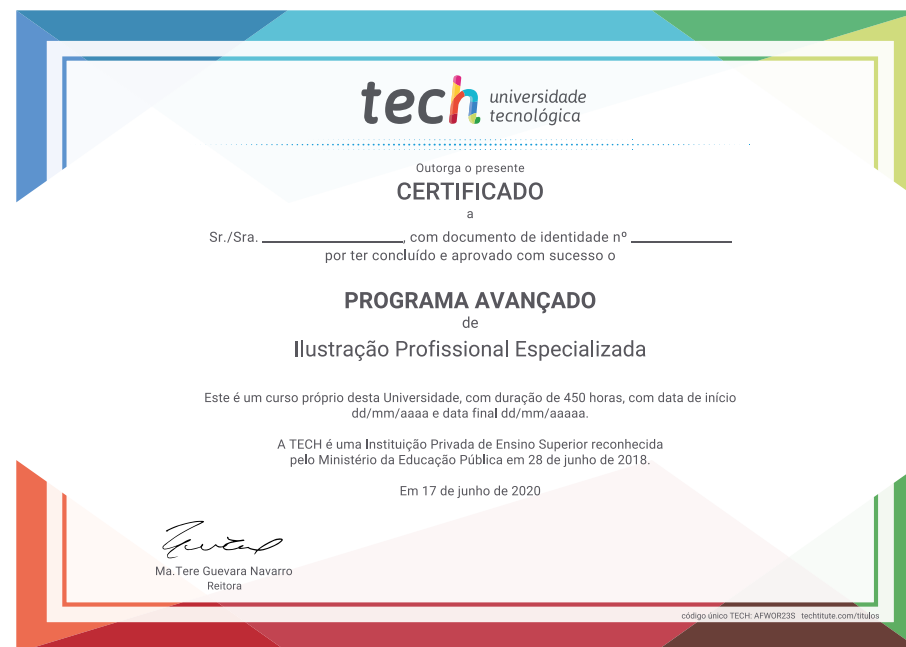 tech universidade
tecnológica
Outorga o presente
CERTIFICADO
a
Sr./Sra. ____________, com documento de identidade nº ____________
por ter concluído e aprovado com sucesso o
PROGRAMA AVANÇADO
de
Ilustração Profissional Especializada
Este é um curso próprio desta Universidade, com duração de 450 horas, com data de início
dd/mm/aaaa e data final dd/mm/aaaaa.
A TECH é uma Instituição Privada de Ensino Superior reconhecida
pelo Ministério da Educação Pública em 28 de junho de 2018.
Em 17 de junho de 2020
Ma.Tere Guevara Navarro
Reitora
código único TECH: AFWOR23S techtitute.com/titulos